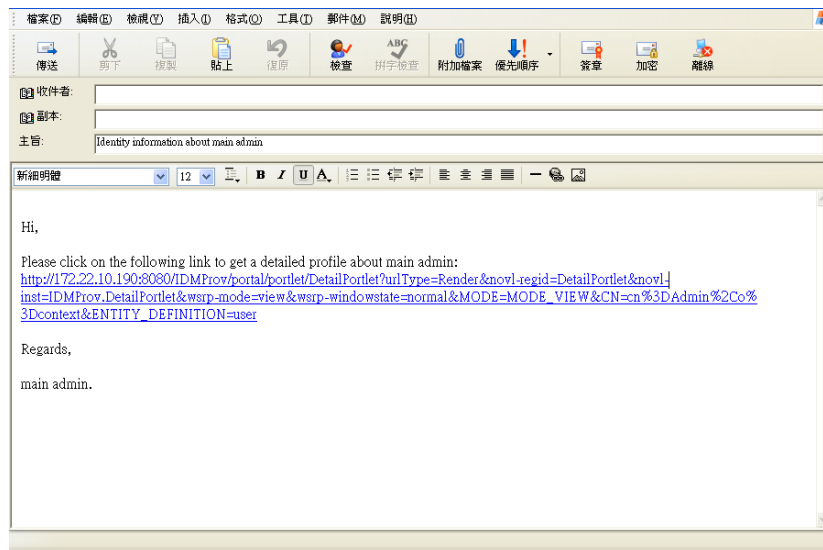 檔案(F) 編輯(E) 檢視(V) 插入(I) 格式(O) 工具(T) 郵件(M) 說明(H)
傳送 剪下 複製 貼上 復原 檢查 拼字檢查 附加檔案 優先順序 簽章 加密 離線
收件者:
副本:
主旨: Identity information about main admin
新細明體 12 B I U A
Hi,
Please click on the following link to get a detailed profile about main admin:
http://172.22.10.190:8080/IDMProv/portal/portlet/DetailPortlet?urlType=Render&novl-regid=DetailPortlet&novl-
inst=IDMProv.DetailPortlet&wsrp-mode=view&wsrp-windowstate=normal&MODE=MODE_VIEW&CN=cn%3DAdmin%2Co%
3Dcontext&ENTITY_DEFINITION=user
Regards,
main admin.